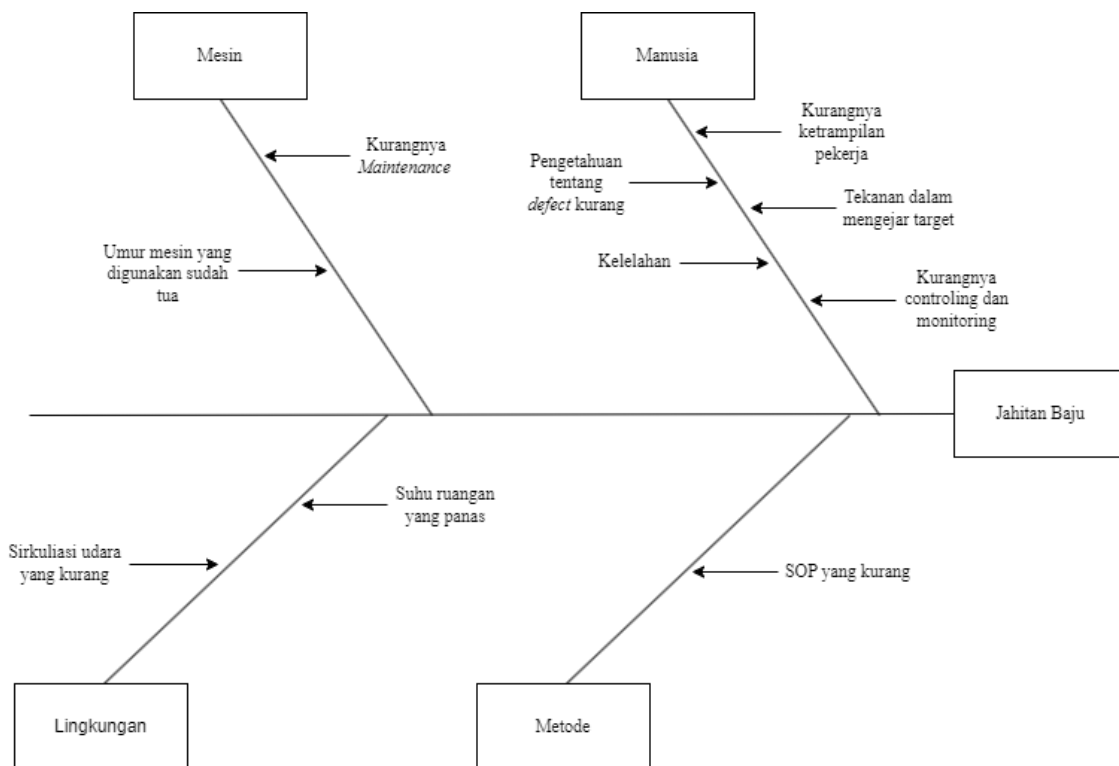 Mesin
Manusia
Kurangnya
Maintenance
Umur mesin yang
digunakan sudah
tua
Kurangnya
ketrampilan
pekerja
Pengetahuan
tentang
defect kurang
Tekanan dalam
mengejar target
Kelelahan
Kurangnya
controling dan
monitoring
Jahitan Baju
Suhu ruangan
yang panas
Sirkuliasi udara
yang kurang
SOP yang kurang
Lingkungan
Metode